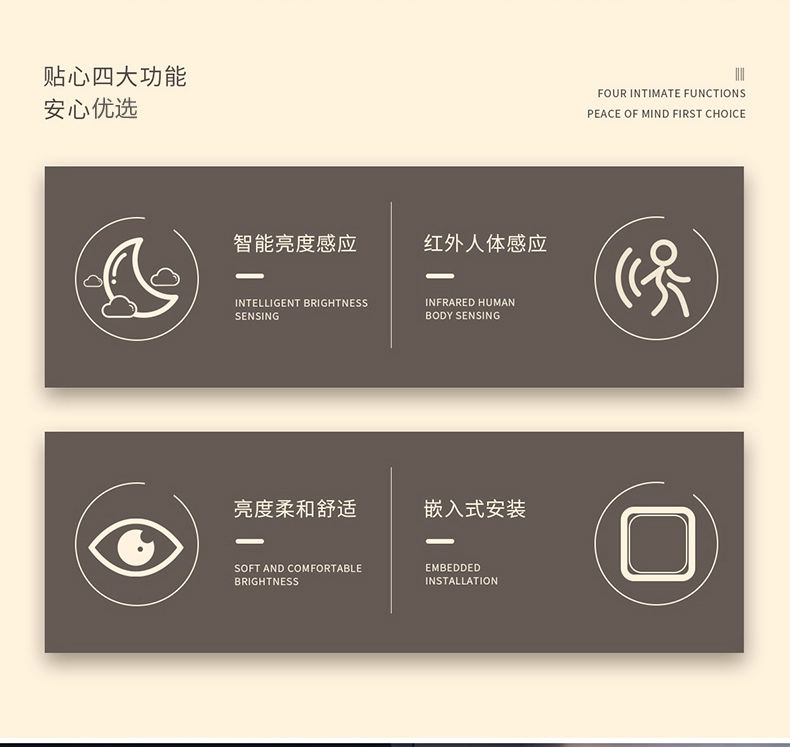 贴心四大功能
安心优选
FOUR INTIMATE FUNCTIONS
PEACE OF MIND FIRST CHOICE
智能亮度感应
INTELLIGENT BRIGHTNESS
SENSING
红外人体感应
INFRARED HUMAN
BODY SENSING
亮度柔和舒适
SOFT AND COMFORTABLE
BRIGHTNESS
嵌入式安装
EMBEDDED
INSTALLATION